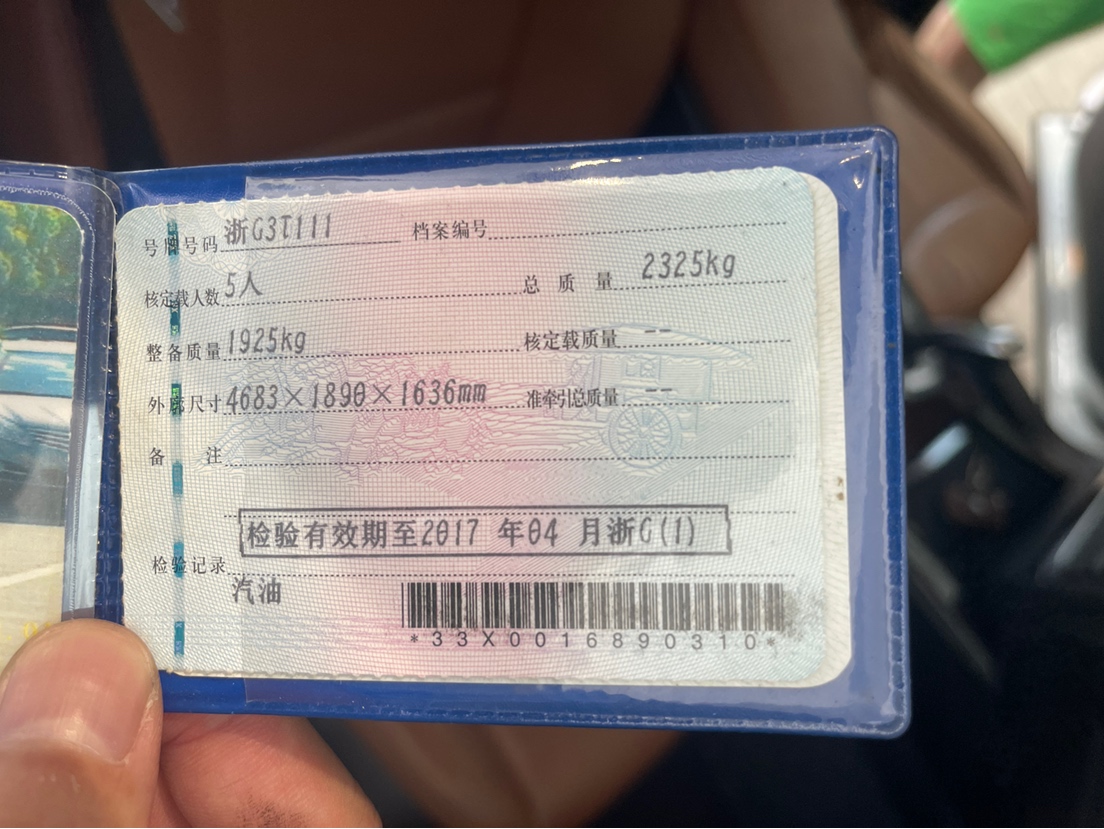 号牌号码 浙G3T111 档案编号
核定载人数 5人 总质量 2325kg
整备质量 1925kg 核定载质量 --
外廓尺寸 4683×1890×1636mm 准牵引总质量 --
备注
检验有效期至2017 年04 月浙G(1)
检验记录
汽油
*33X0016890310*